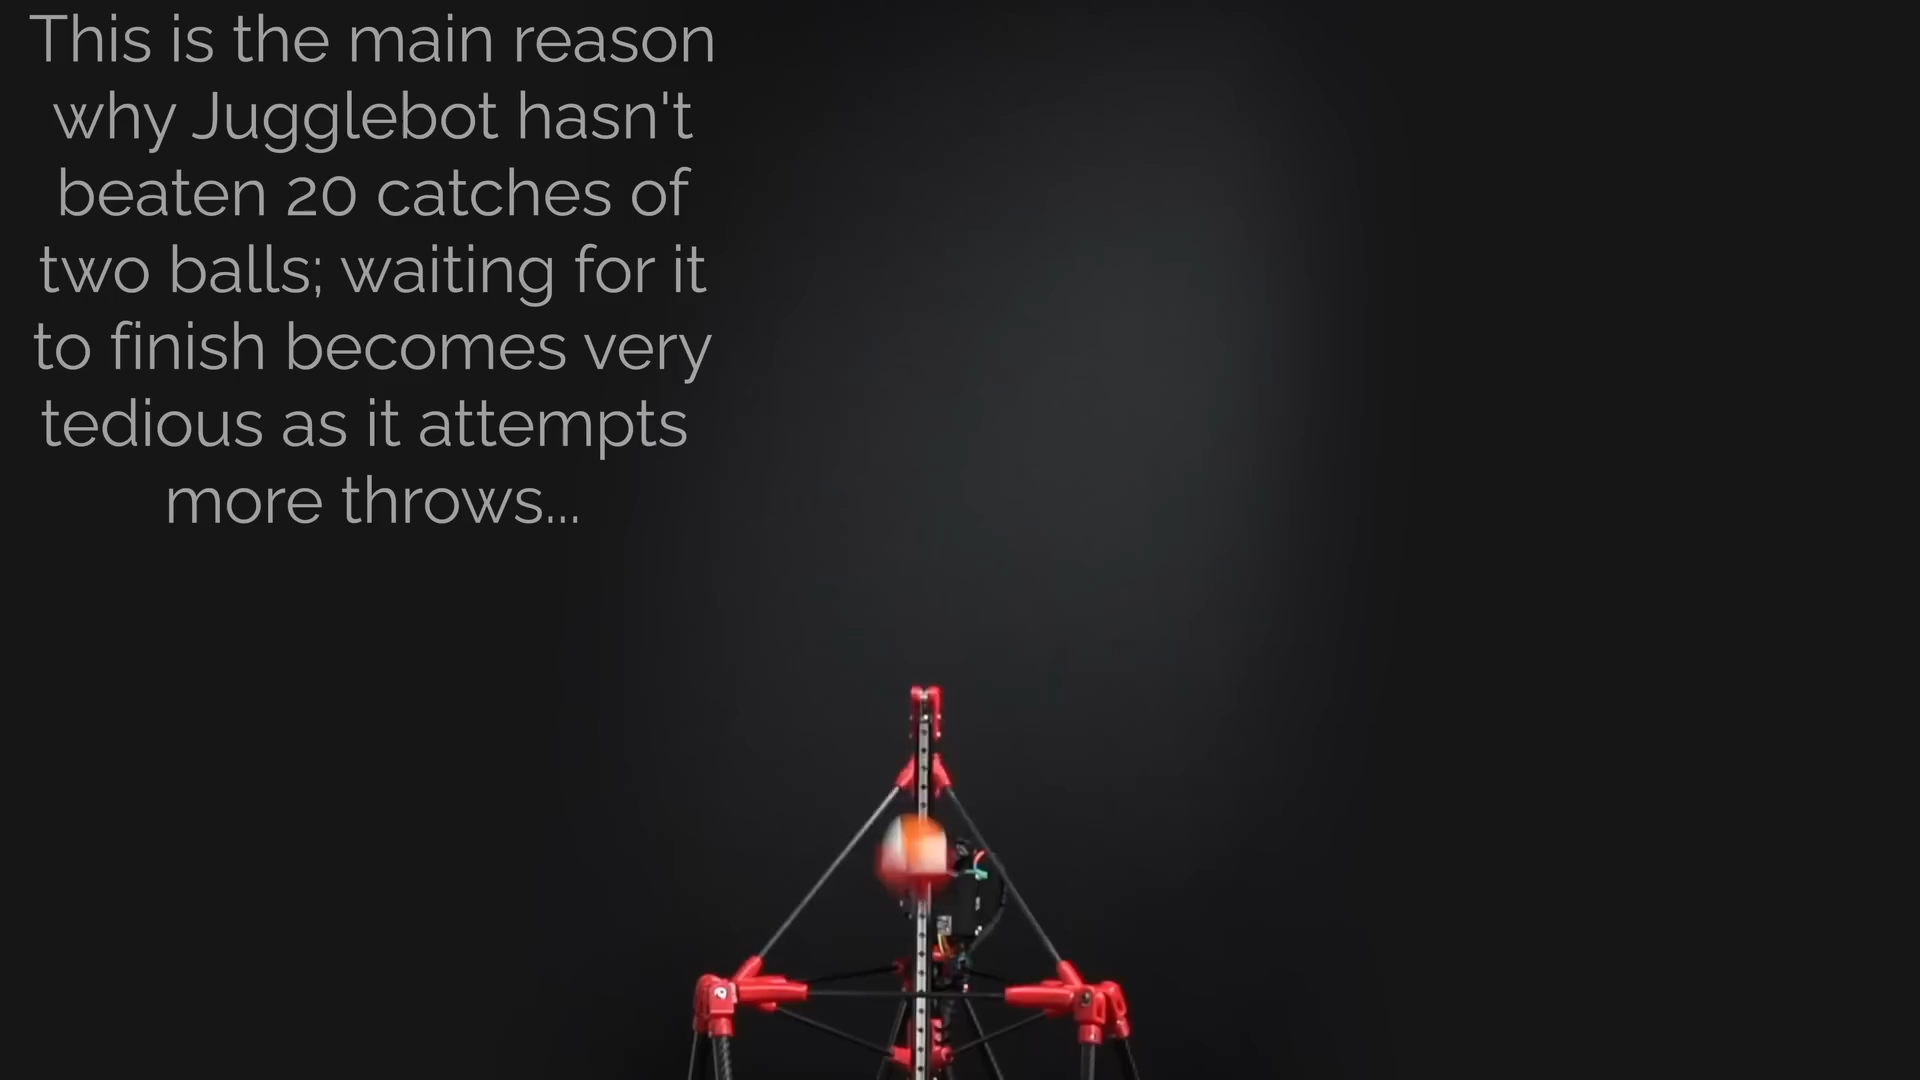 This is the main reason
why Jugglebot hasn't
beaten 20 catches of
two balls; waiting for it
to finish becomes very
tedious as it attempts
more throws...